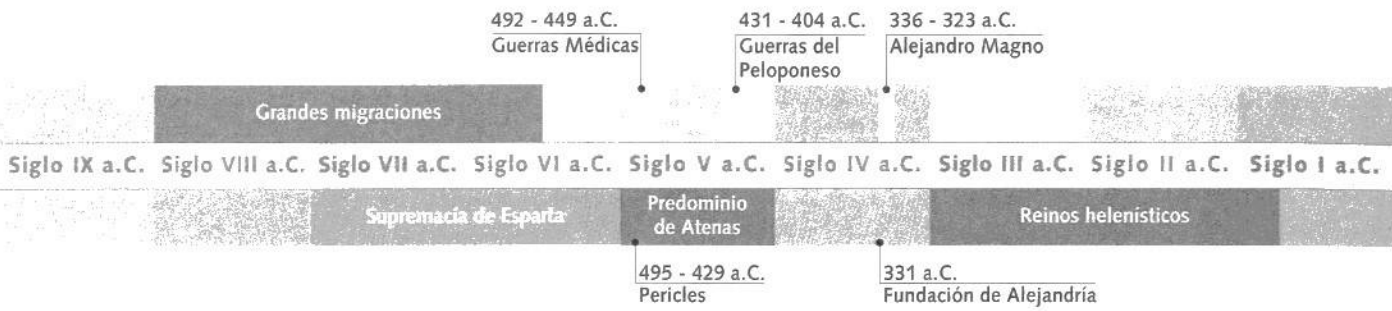 492 - 449 a.C.
Guerras Médicas
431 - 404 a.C.
Guerras del
Peloponeso
336 - 323 a.C.
Alejandro Magno
Grandes migraciones
Siglo IX a.C. Siglo VIII a.C. Siglo VII a.C. Siglo VI a.C. Siglo V a.C. Siglo IV a.C. Siglo III a.C. Siglo II a.C. Siglo I a.C.
Supremacía de Esparta
Predominio
de Atenas
Reinos helenísticos
495 - 429 a.C.
Pericles
331 a.C.
Fundación de Alejandría